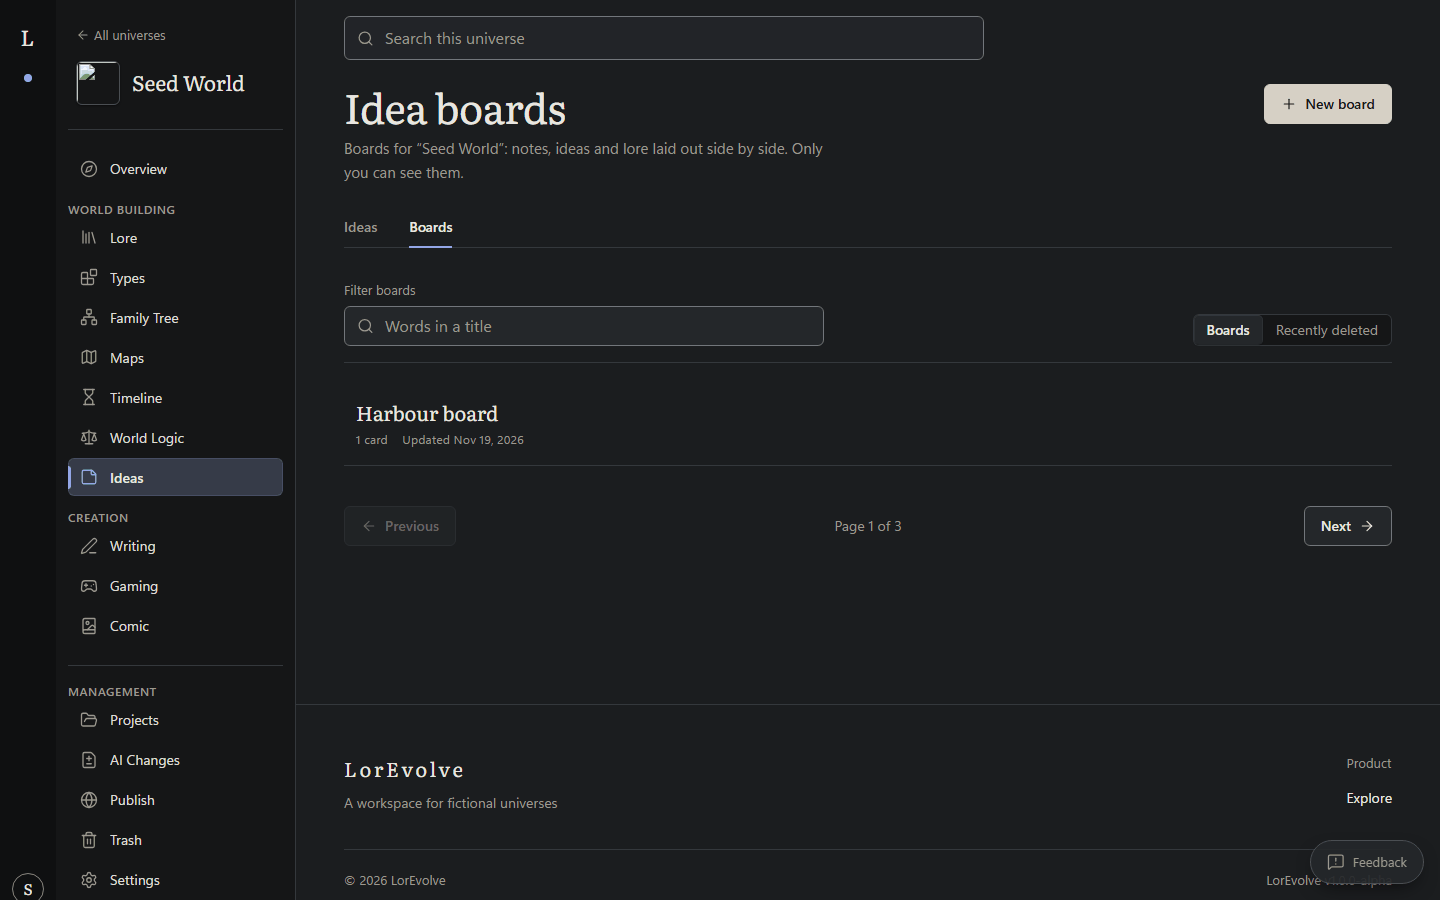 L
All universes
Seed World
Overview
WORLD BUILDING
Lore
Types
Family Tree
Maps
Timeline
World Logic
Ideas
CREATION
Writing
Gaming
Comic
MANAGEMENT
Projects
AI Changes
Publish
Trash
Settings
S
Search this universe
Idea boards
New board
Boards for “Seed World”: notes, ideas and lore laid out side by side. Only
you can see them.
Ideas
Boards
Filter boards
Words in a title
Boards
Recently deleted
Harbour board
1 card
Updated Nov 19, 2026
Previous
Page 1 of 3
Next
LorEvolve
A workspace for fictional universes
Product
Explore
Feedback
© 2026 LorEvolve
LorEvolve v1.0.0-alpha